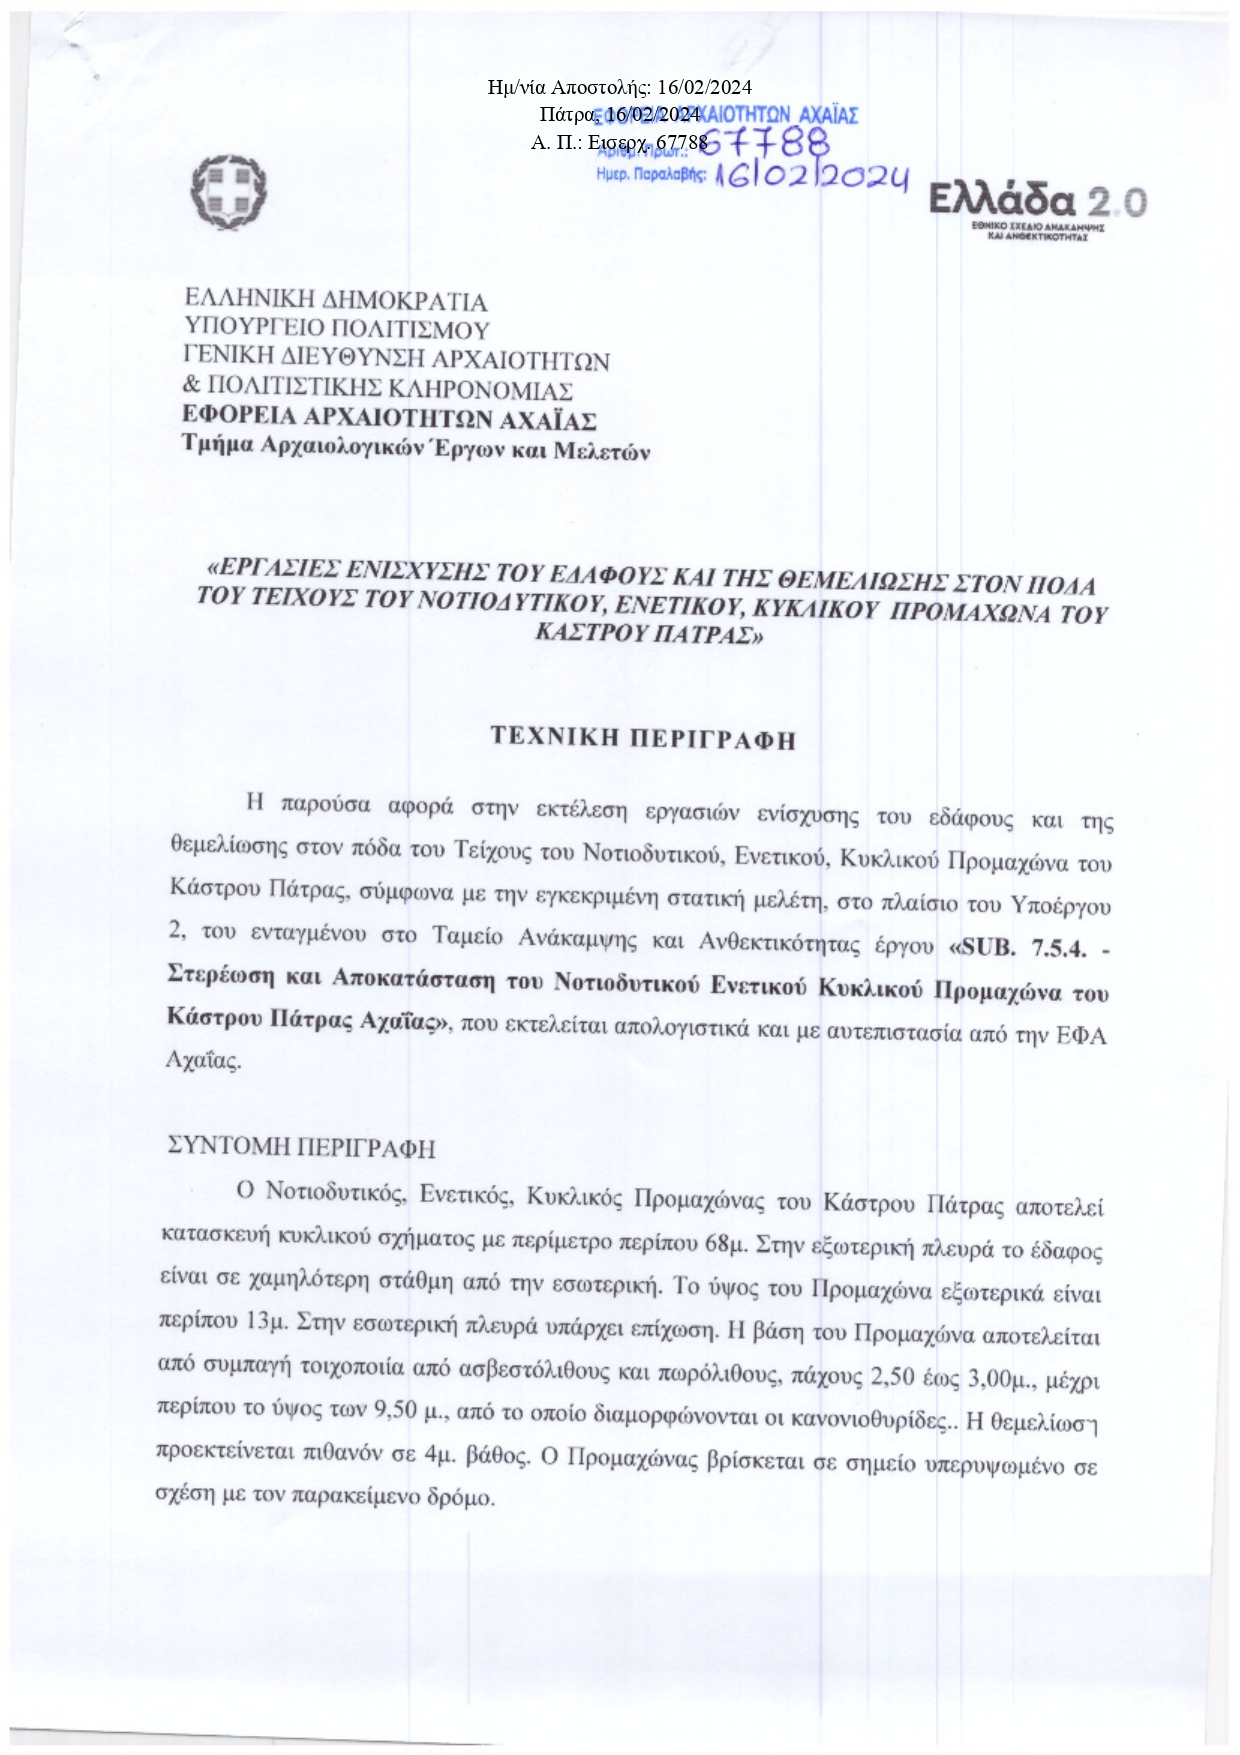 Ημ/νία Αποστολής: 16/02/2024
Πάτρα, 16/02/2024
ΕΦΟΡΕΙΑ ΑΡΧΑΙΟΤΗΤΩΝ ΑΧΑΪΑΣ
Α. Π.: Εισερχ. 67788
Αριθμ. Πρωτ.: 67788
Ημερ. Παραλαβής: 16/02/2024
Ελλάδα 2.0
ΕΘΝΙΚΟ ΣΧΕΔΙΟ ΑΝΑΚΑΜΨΗΣ
ΚΑΙ ΑΝΘΕΚΤΙΚΟΤΗΤΑΣ
ΕΛΛΗΝΙΚΗ ΔΗΜΟΚΡΑΤΙΑ
ΥΠΟΥΡΓΕΙΟ ΠΟΛΙΤΙΣΜΟΥ
ΓΕΝΙΚΗ ΔΙΕΥΘΥΝΣΗ ΑΡΧΑΙΟΤΗΤΩΝ
& ΠΟΛΙΤΙΣΤΙΚΗΣ ΚΛΗΡΟΝΟΜΙΑΣ
ΕΦΟΡΕΙΑ ΑΡΧΑΙΟΤΗΤΩΝ ΑΧΑΪΑΣ
Τμήμα Αρχαιολογικών Έργων και Μελετών
«ΕΡΓΑΣΙΕΣ ΕΝΙΣΧΥΣΗΣ ΤΟΥ ΕΔΑΦΟΥΣ ΚΑΙ ΤΗΣ ΘΕΜΕΛΙΩΣΗΣ ΣΤΟΝ ΠΟΔΑ
ΤΟΥ ΤΕΙΧΟΥΣ ΤΟΥ ΝΟΤΙΟΔΥΤΙΚΟΥ, ΕΝΕΤΙΚΟΥ, ΚΥΚΛΙΚΟΥ ΠΡΟΜΑΧΩΝΑ ΤΟΥ
ΚΑΣΤΡΟΥ ΠΑΤΡΑΣ»
ΤΕΧΝΙΚΗ ΠΕΡΙΓΡΑΦΗ
Η παρούσα αφορά στην εκτέλεση εργασιών ενίσχυσης του εδάφους και της
θεμελίωσης στον πόδα του Τείχους του Νοτιοδυτικού, Ενετικού, Κυκλικού Προμαχώνα του
Κάστρου Πάτρας, σύμφωνα με την εγκεκριμένη στατική μελέτη, στο πλαίσιο του Υποέργου
2, του ενταγμένου στο Ταμείο Ανάκαμψης και Ανθεκτικότητας έργου «SUB. 7.5.4. -
Στερέωση και Αποκατάσταση του Νοτιοδυτικού Ενετικού Κυκλικού Προμαχώνα του
Κάστρου Πάτρας Αχαΐας», που εκτελείται απολογιστικά και με αυτεπιστασία από την ΕΦΑ
Αχαΐας.
ΣΥΝΤΟΜΗ ΠΕΡΙΓΡΑΦΗ
Ο Νοτιοδυτικός, Ενετικός, Κυκλικός Προμαχώνας του Κάστρου Πάτρας αποτελεί
κατασκευή κυκλικού σχήματος με περίμετρο περίπου 68μ. Στην εξωτερική πλευρά το έδαφος
είναι σε χαμηλότερη στάθμη από την εσωτερική. Το ύψος του Προμαχώνα εξωτερικά είναι
περίπου 13μ. Στην εσωτερική πλευρά υπάρχει επίχωση. Η βάση του Προμαχώνα αποτελείται
από συμπαγή τοιχοποιία από ασβεστόλιθους και πωρόλιθους, πάχους 2,50 έως 3,00μ., μέχρι
περίπου το ύψος των 9,50 μ., από το οποίο διαμορφώνονται οι κανονιοθυρίδες.. Η θεμελίωση
προεκτείνεται πιθανόν σε 4μ. βάθος. Ο Προμαχώνας βρίσκεται σε σημείο υπερυψωμένο σε
σχέση με τον παρακείμενο δρόμο.